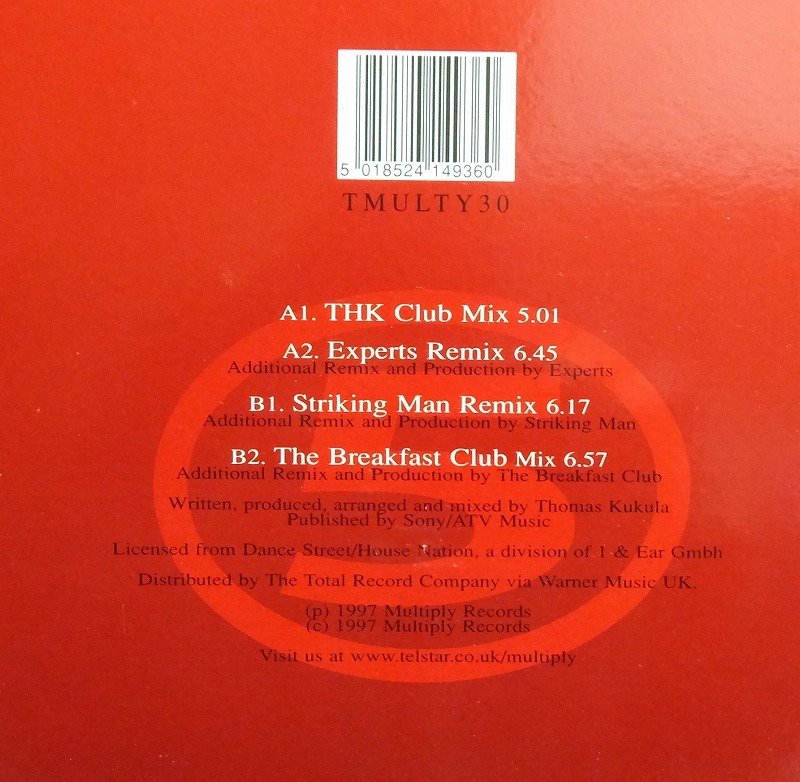 5 018524 149360
TMULTY30
A1. THK Club Mix 5.01
A2. Experts Remix 6.45
Additional Remix and Production by Experts
B1. Striking Man Remix 6.17
Additional Remix and Production by Striking Man
B2. The Breakfast Club Mix 6.57
Additional Remix and Production by The Breakfast Club
Written, produced, arranged and mixed by Thomas Kukula
Published by Sony/ATV Music
Licensed from Dance Street/House Nation, a division of 1 & Ear Gmbh
Distributed by The Total Record Company via Warner Music UK.
(p) 1997 Multiply Records
(c) 1997 Multiply Records
Visit us at www.telstar.co.uk/multiply